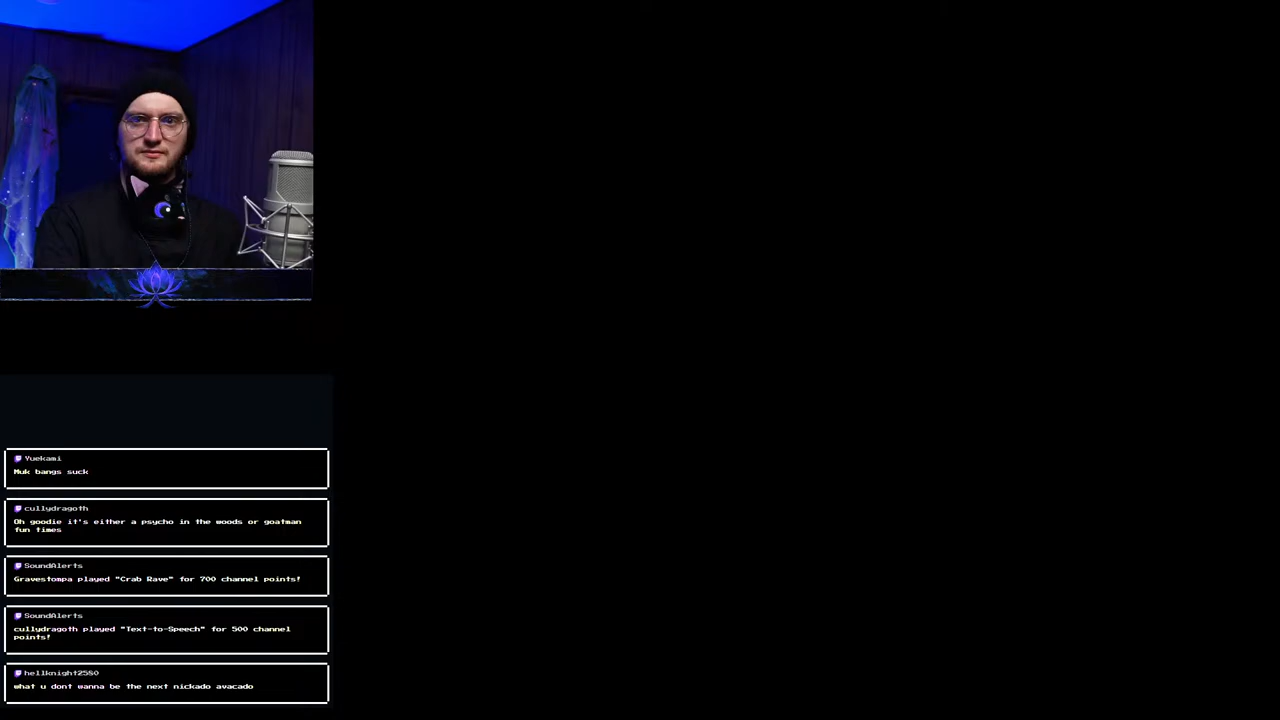 Yuekami
Muk bangs suck
cullydragoth
Oh goodie it's either a psycho in the woods or goatman
fun times
SoundAlerts
Gravestompa played "Crab Rave" for 700 channel points!
SoundAlerts
cullydragoth played "Text-to-Speech" for 500 channel
points!
hellknight2580
what u dont wanna be the next nickado avacado